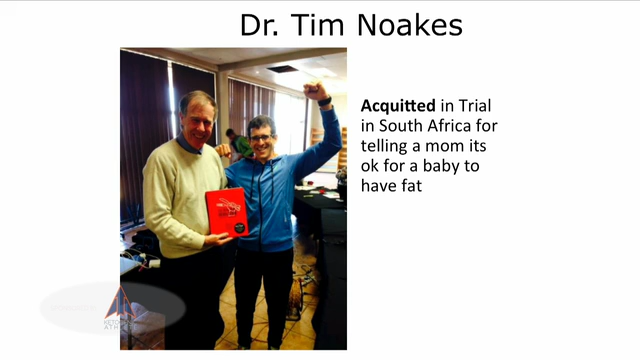 Dr. Tim Noakes
Acquitted in Trial
in South Africa for
telling a mom its
ok for a baby to
have fat